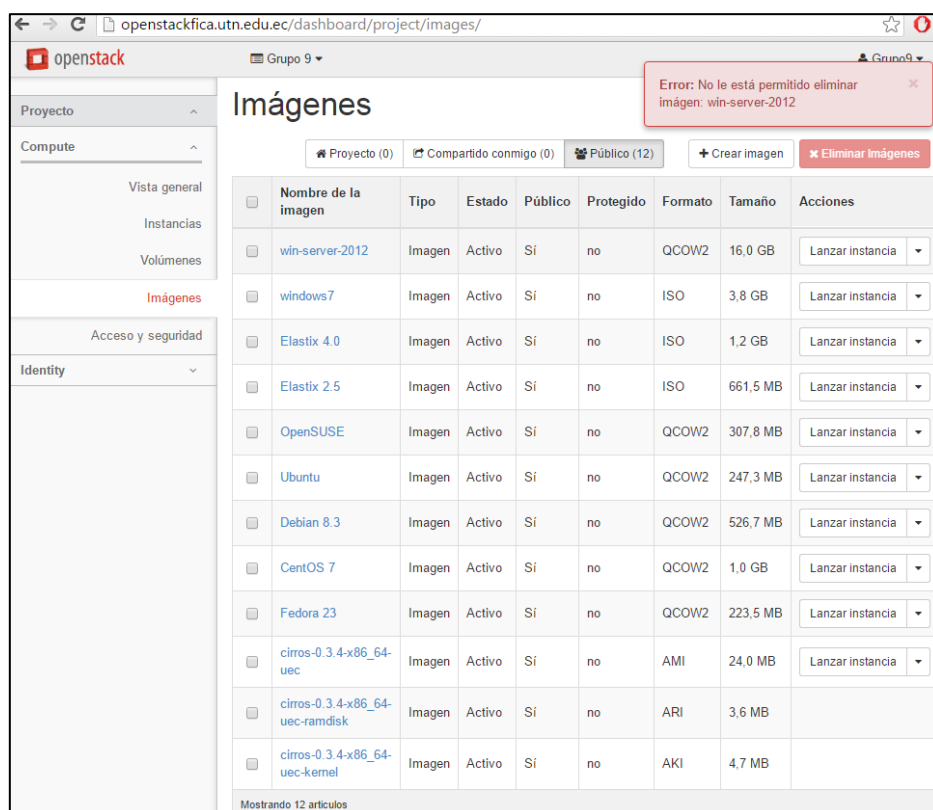 openstackfica.utn.edu.ec/dashboard/project/images/
openstack
Grupo 9
Grupo9
Error: No le está permitido eliminar
imágen: win-server-2012
Proyecto
Compute
Vista general
Instancias
Volúmenes
Imágenes
Acceso y seguridad
Identity
Imágenes
Proyecto (0) Compartido conmigo (0) Público (12) Crear imagen Eliminar Imágenes
Nombre de la imagen Tipo Estado Público Protegido Formato Tamaño Acciones
win-server-2012 Imagen Activo Sí no QCOW2 16,0 GB Lanzar instancia
windows7 Imagen Activo Sí no ISO 3,8 GB Lanzar instancia
Elastix 4.0 Imagen Activo Sí no ISO 1,2 GB Lanzar instancia
Elastix 2.5 Imagen Activo Sí no ISO 661,5 MB Lanzar instancia
OpenSUSE Imagen Activo Sí no QCOW2 307,8 MB Lanzar instancia
Ubuntu Imagen Activo Sí no QCOW2 247,3 MB Lanzar instancia
Debian 8.3 Imagen Activo Sí no QCOW2 526,7 MB Lanzar instancia
CentOS 7 Imagen Activo Sí no QCOW2 1,0 GB Lanzar instancia
Fedora 23 Imagen Activo Sí no QCOW2 223,5 MB Lanzar instancia
cirros-0.3.4-x86_64-uec Imagen Activo Sí no AMI 24,0 MB Lanzar instancia
cirros-0.3.4-x86_64-uec-ramdisk Imagen Activo Sí no ARI 3,6 MB
cirros-0.3.4-x86_64-uec-kernel Imagen Activo Sí no AKI 4,7 MB
Mostrando 12 articulos